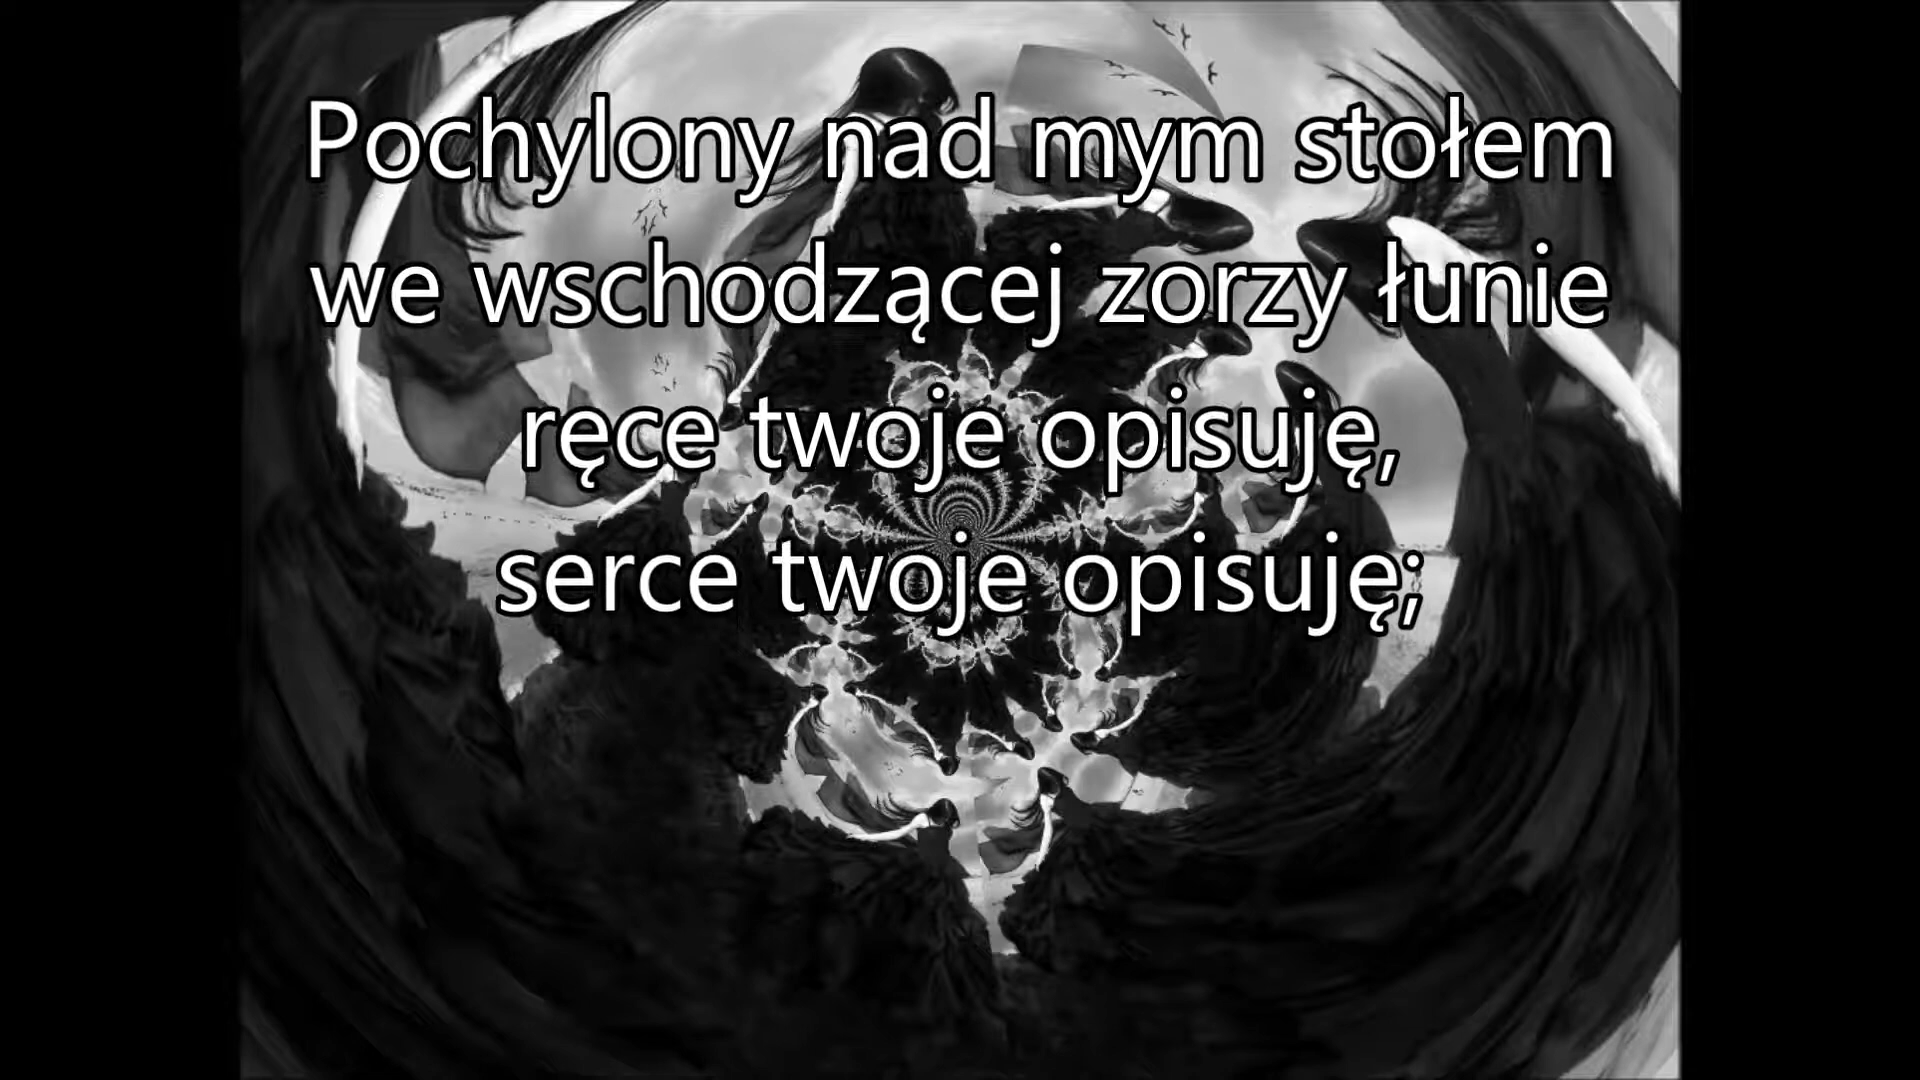 Pochylony nad mym stołem
we wschodzącej zorzy łunie
ręce twoje opisuję,
serce twoje opisuję;